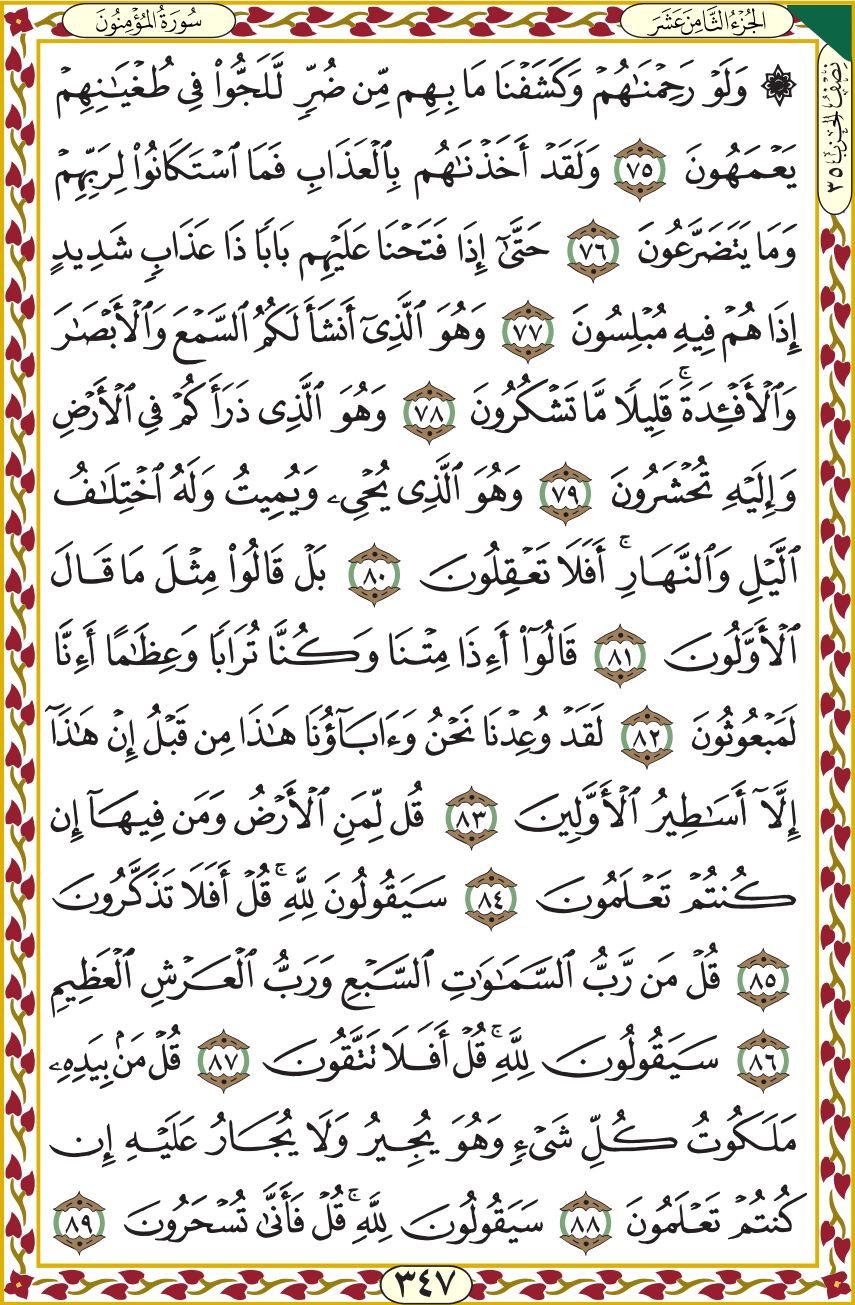 الجُزْءُ الثَّامِنَ عَشَرَ
سُورَةُ المُؤْمِنُونَ
نِصْفُ الحِزْب ٣٥
۞ وَلَوْ رَحِمْنَٰهُمْ وَكَشَفْنَا مَا بِهِم مِّن ضُرٍّۢ لَّلَجُّوا۟ فِى طُغْيَٰنِهِمْ
يَعْمَهُونَ ٧٥ وَلَقَدْ أَخَذْنَٰهُم بِٱلْعَذَابِ فَمَا ٱسْتَكَانُوا۟ لِرَبِّهِمْ
وَمَا يَتَضَرَّعُونَ ٧٦ حَتَّىٰٓ إِذَا فَتَحْنَا عَلَيْهِم بَابًا ذَا عَذَابٍ شَدِيدٍ
إِذَا هُمْ فِيهِ مُبْلِسُونَ ٧٧ وَهُوَ ٱلَّذِىٓ أَنشَأَ لَكُمُ ٱلسَّمْعَ وَٱلْأَبْصَٰرَ
وَٱلْأَفْـِٔدَةَ ۚ قَلِيلًا مَّا تَشْكُرُونَ ٧٨ وَهُوَ ٱلَّذِى ذَرَأَكُمْ فِى ٱلْأَرْضِ
وَإِلَيْهِ تُحْشَرُونَ ٧٩ وَهُوَ ٱلَّذِى يُحْىِۦ وَيُمِيتُ وَلَهُ ٱخْتِلَٰفُ
ٱلَّيْلِ وَٱلنَّهَارِ ۚ أَفَلَا تَعْقِلُونَ ٨٠ بَلْ قَالُوا۟ مِثْلَ مَا قَالَ
ٱلْأَوَّلُونَ ٨١ قَالُوٓا۟ أَءِذَا مِتْنَا وَكُنَّا تُرَابًا وَعِظَٰمًا أَءِنَّا
لَمَبْعُوثُونَ ٨٢ لَقَدْ وُعِدْنَا نَحْنُ وَءَابَآؤُنَا هَٰذَا مِن قَبْلُ إِنْ هَٰذَآ
إِلَّآ أَسَٰطِيرُ ٱلْأَوَّلِينَ ٨٣ قُل لِّمَنِ ٱلْأَرْضُ وَمَن فِيهَآ إِن
كُنتُمْ تَعْلَمُونَ ٨٤ سَيَقُولُونَ لِلَّهِ ۚ قُلْ أَفَلَا تَذَكَّرُونَ
٨٥ قُلْ مَن رَّبُّ ٱلسَّمَٰوَٰتِ ٱلسَّبْعِ وَرَبُّ ٱلْعَرْشِ ٱلْعَظِيمِ
٨٦ سَيَقُولُونَ لِلَّهِ ۚ قُلْ أَفَلَا تَتَّقُونَ ٨٧ قُلْ مَنۢ بِيَدِهِۦ
مَلَكُوتُ كُلِّ شَىْءٍ وَهُوَ يُجِيرُ وَلَا يُجَارُ عَلَيْهِ إِن
كُنتُمْ تَعْلَمُونَ ٨٨ سَيَقُولُونَ لِلَّهِ ۚ قُلْ فَأَنَّىٰ تُسْحَرُونَ ٨٩
٣٤٧